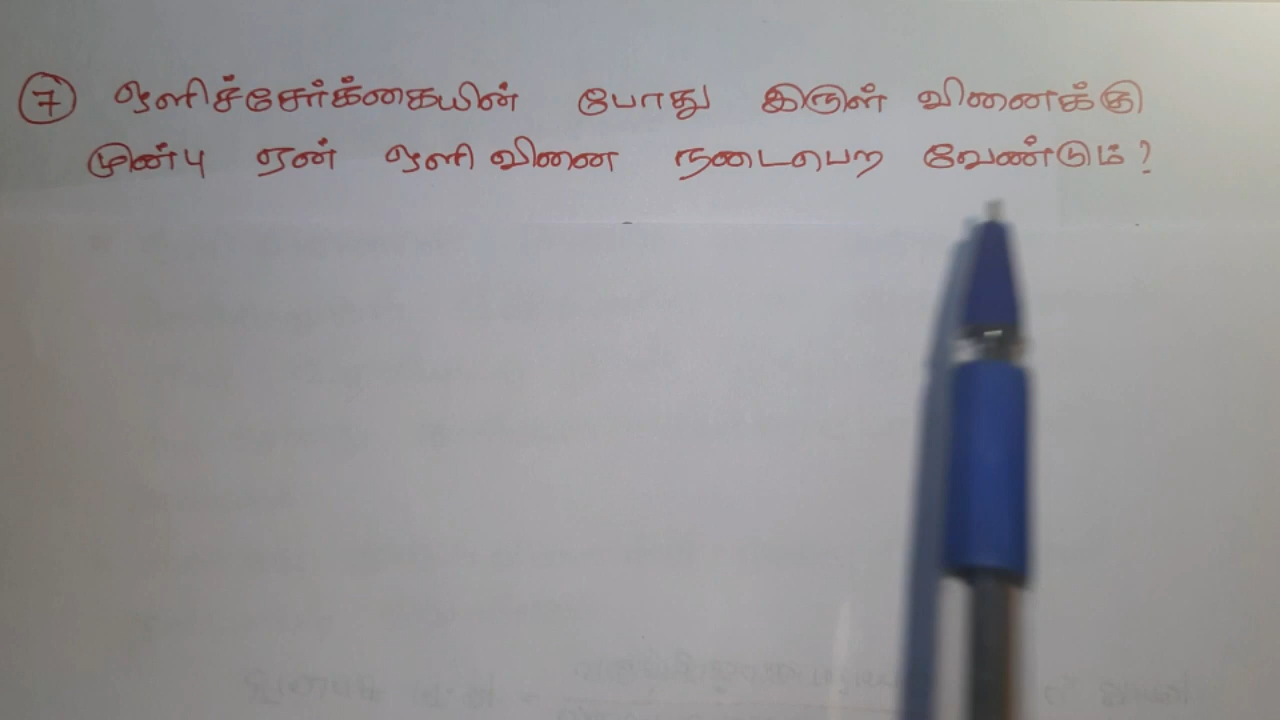 7 ஒளிச்சேர்க்கையின் போது இருள் வினைக்கு
முன்பு ஏன் ஒளி வினை நடைபெற வேண்டும்?